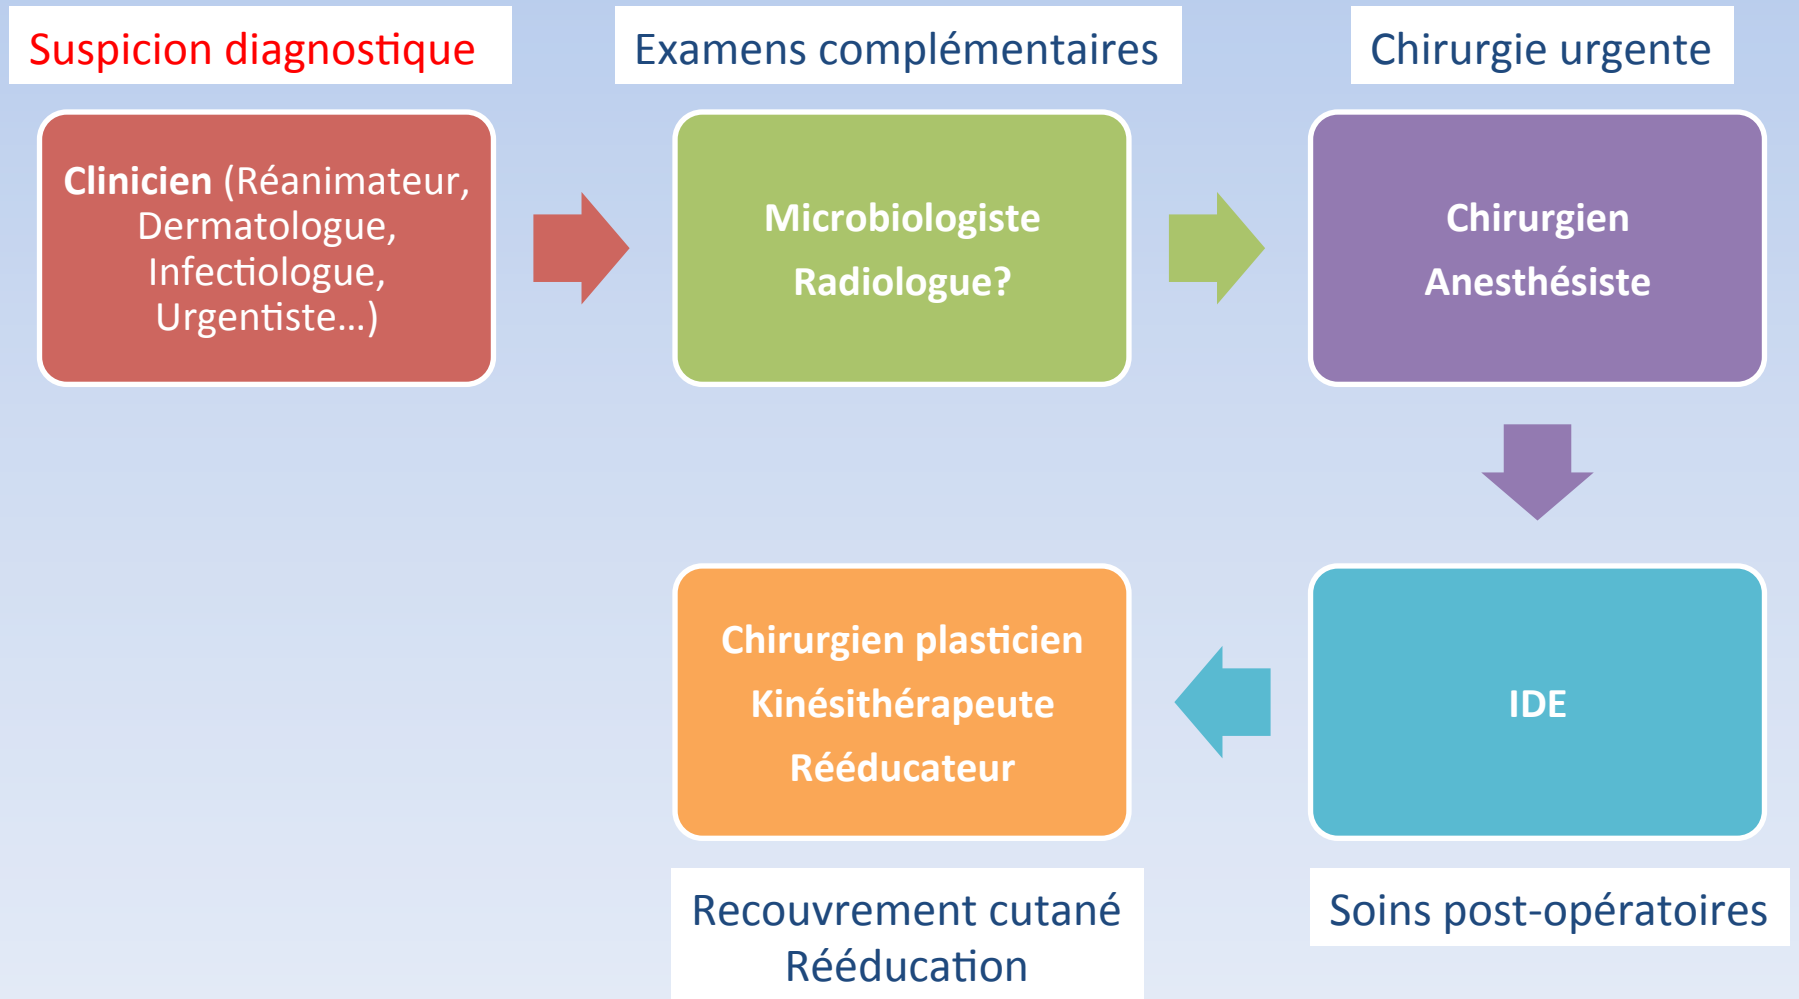 Suspicion diagnostique
Clinicien (Réanimateur,
Dermatologue,
Infectiologue,
Urgentiste…)
Examens complémentaires
Microbiologiste
Radiologue?
Chirurgie urgente
Chirurgien
Anesthésiste
IDE
Soins post-opératoires
Chirurgien plasticien
Kinésithérapeute
Rééducateur
Recouvrement cutané
Rééducation